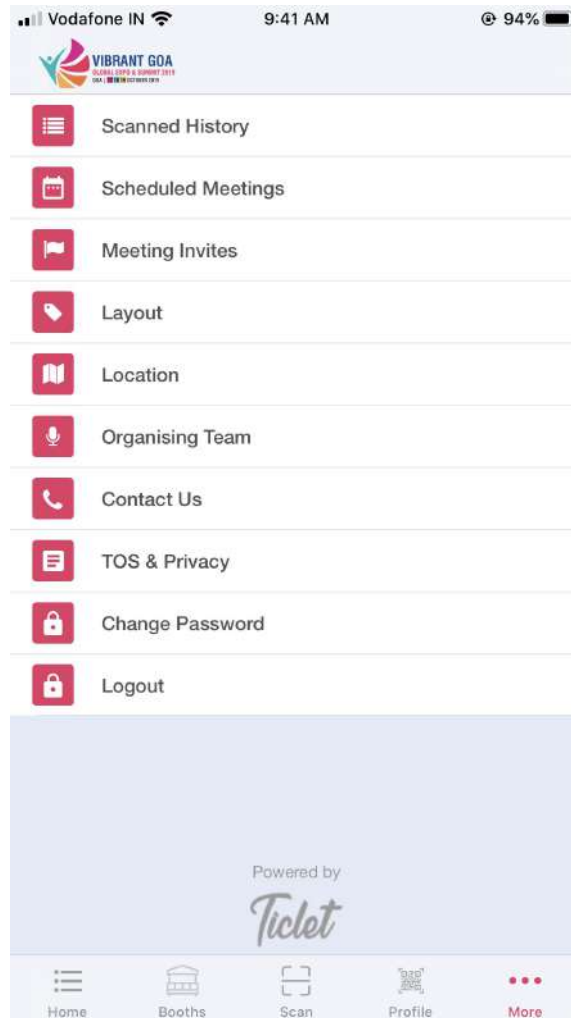 Vodafone IN 9:41 AM 94%
VIBRANT GOA
GLOBAL EXPO & SUMMIT 2019
Scanned History
Scheduled Meetings
Meeting Invites
Layout
Location
Organising Team
Contact Us
TOS & Privacy
Change Password
Logout
Powered by
Ticlet
Home Booths Scan Profile More